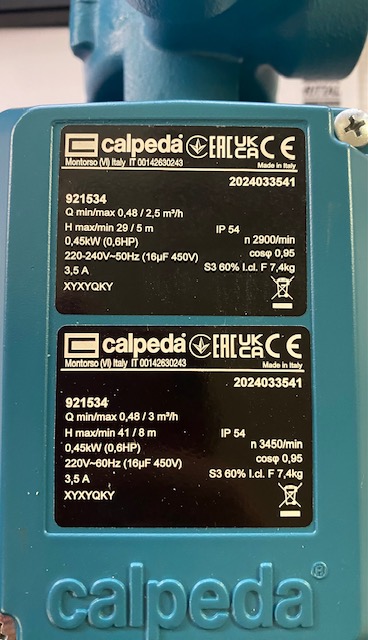 calpeda® EAC UK CA CE
Montorso (VI) Italy IT 00142630243
Made in Italy
2024033541
921534
Q min/max 0,48 / 2,5 m³/h
H max/min 29 / 5 m IP 54
0,45kW (0,6HP) n 2900/min
220-240V~50Hz (16µF 450V) cosφ 0,95
3,5 A S3 60% I.cl. F 7,4kg
XYXYQKY
calpeda® EAC UK CA CE
Montorso (VI) Italy IT 00142630243
Made in Italy
2024033541
921534
Q min/max 0,48 / 3 m³/h
H max/min 41 / 8 m IP 54
0,45kW (0,6HP) n 3450/min
220V~60Hz (16µF 450V) cosφ 0,95
3,5 A S3 60% I.cl. F 7,4kg
XYXYQKY
calpeda®